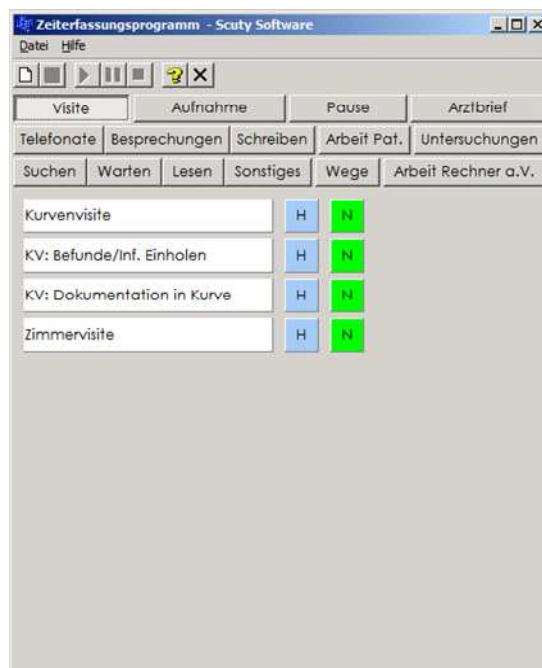 Zeiterfassungsprogramm - Scuty Software
Datei Hilfe
Visite Aufnahme Pause Arztbrief
Telefonate Besprechungen Schreiben Arbeit Pat. Untersuchungen
Suchen Warten Lesen Sonstiges Wege Arbeit Rechner a.V.
Kurvenvisite H N
KV: Befunde/Inf. Einholen H N
KV: Dokumentation in Kurve H N
Zimmervisite H N